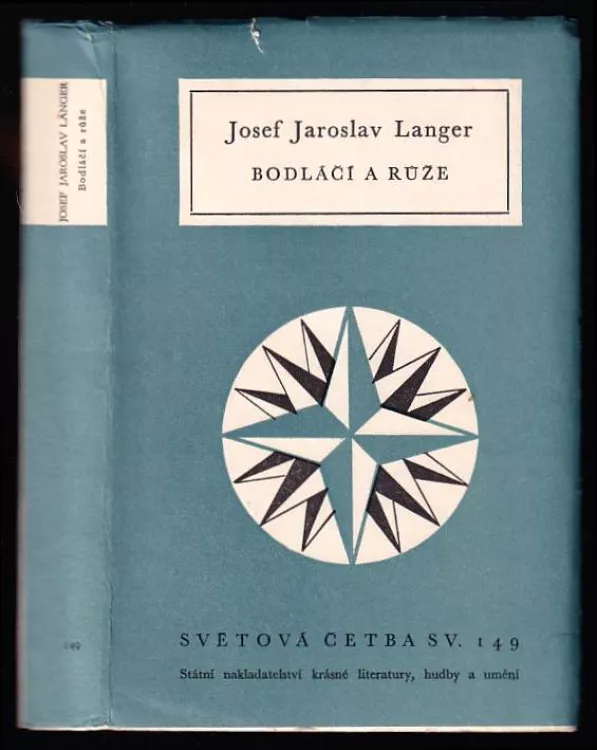 JOSEF JAROSLAV LANGER
Bodláčí a růže
149
Josef Jaroslav Langer
BODLÁČÍ A RŮŽE
SVĚTOVÁ ČETBA SV. 149
Státní nakladatelství krásné literatury, hudby a umění